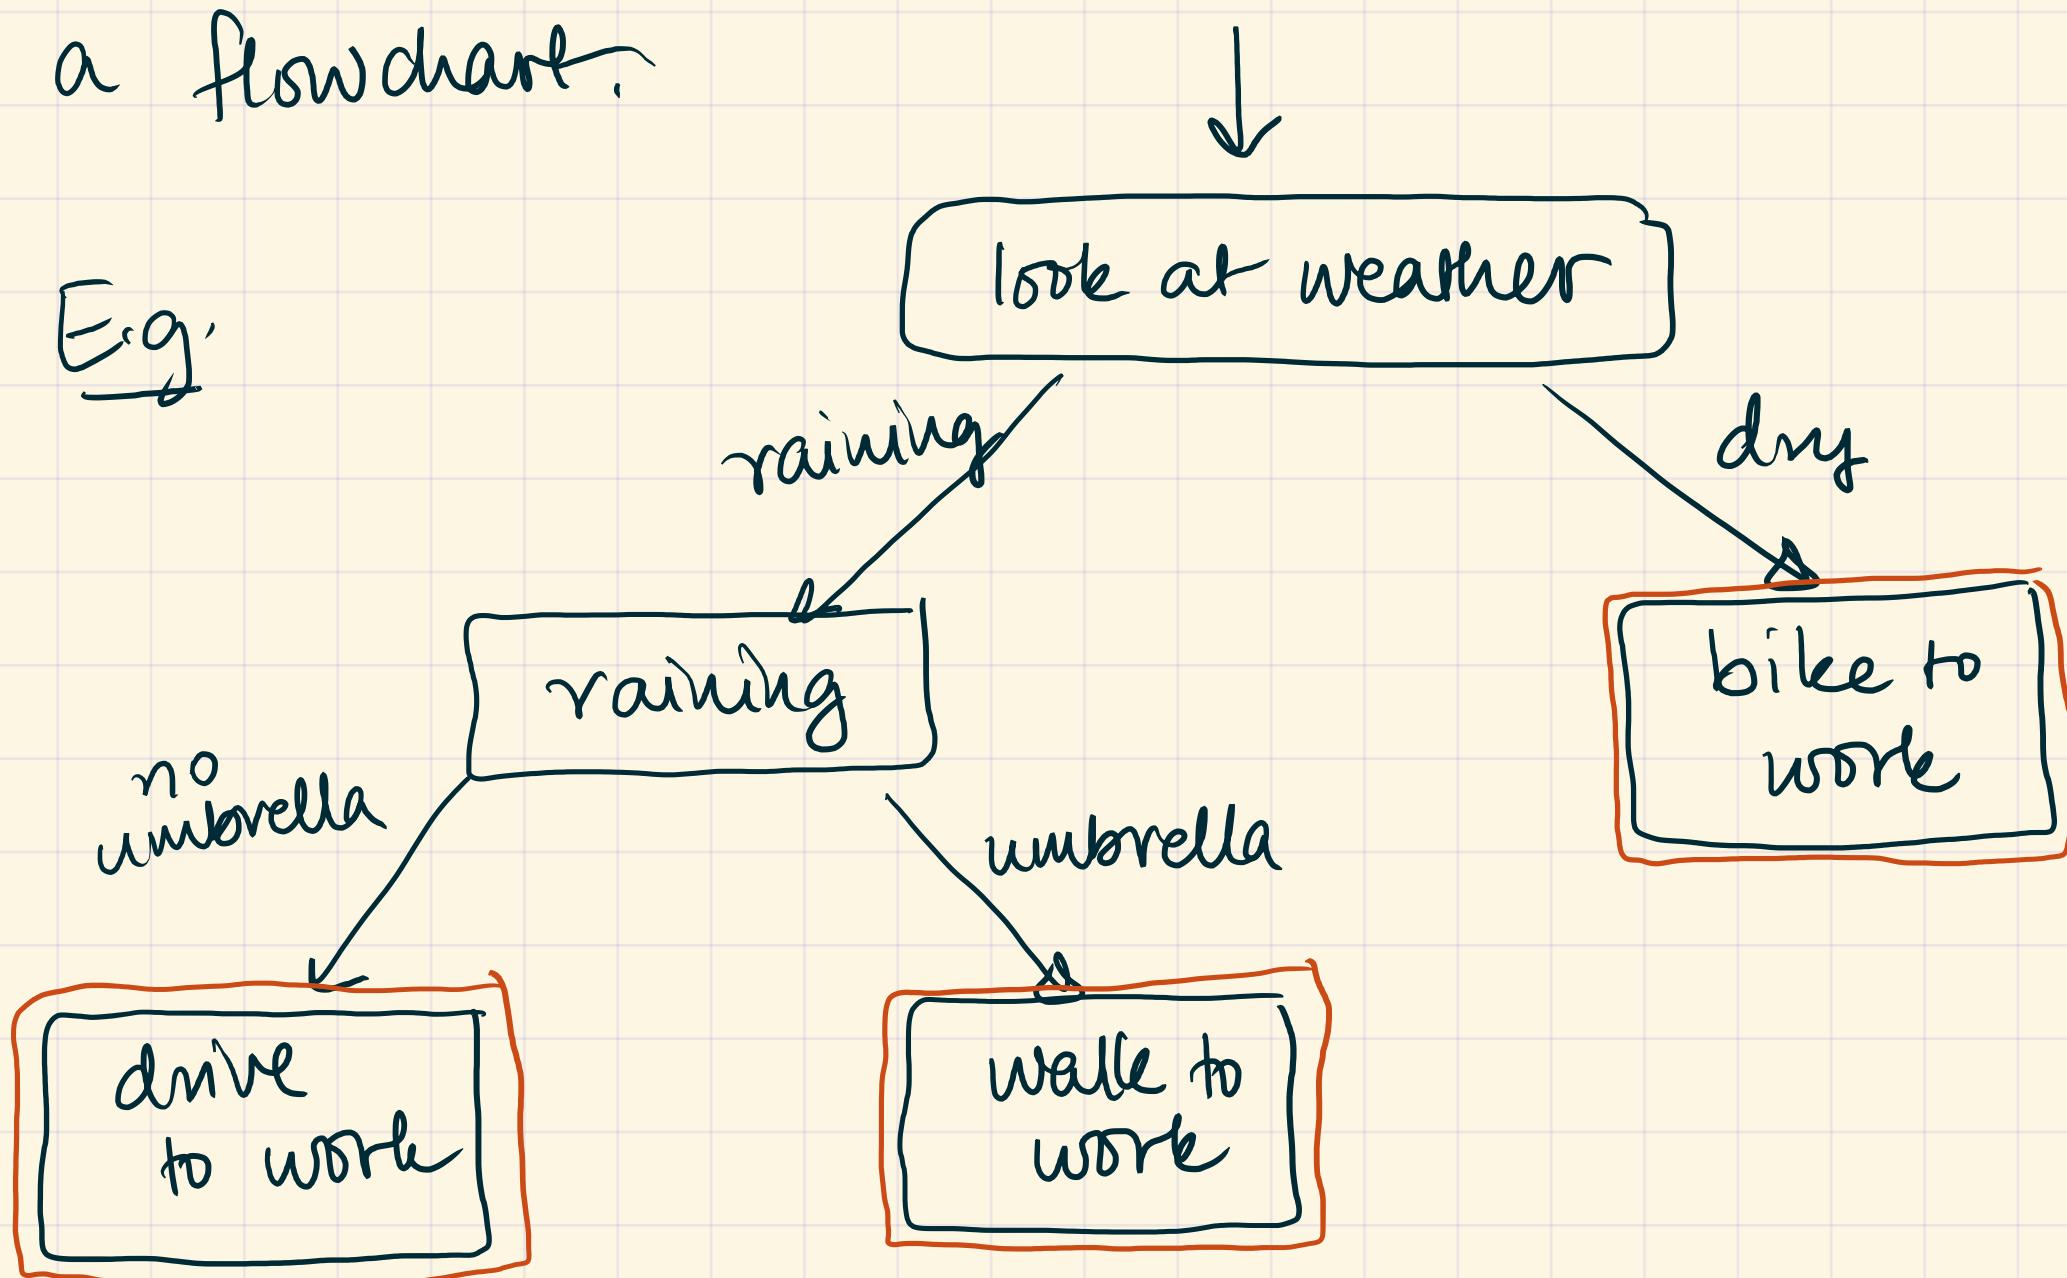 a flowchart.
look at weather
E.g.
raining
dry
raining
bike to
work
no
umbrella
umbrella
drive
to work
walk to
work